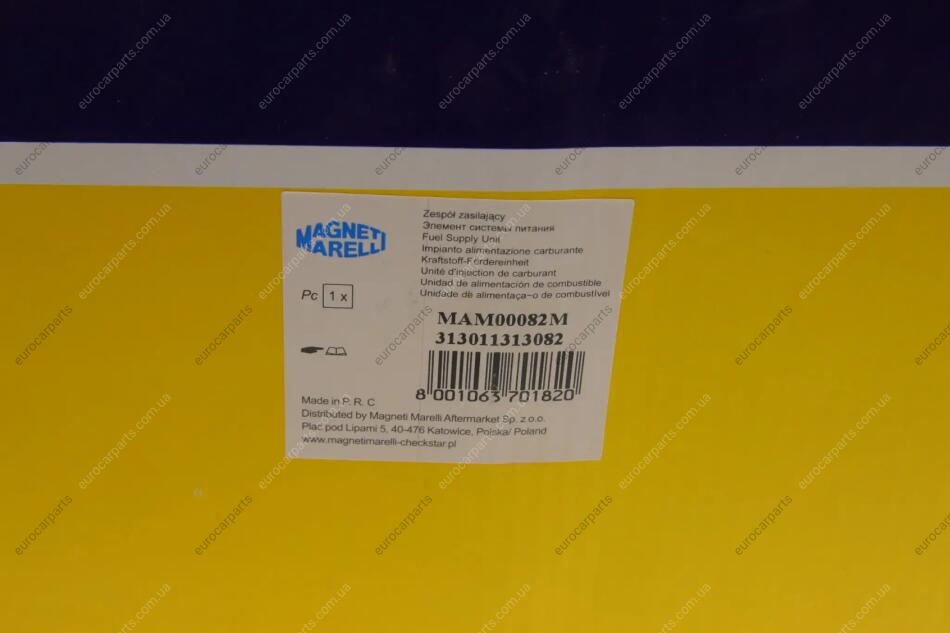 MAGNETI
MARELLI
Zespół zasilający
Элемент системы питания
Fuel Supply Unit
Impianto alimentazione carburante
Kraftstoff-Fördereinheit
Unité d'injection de carburant
Unidad de alimentación de combustible
Unidade de alimentaça~o de combustível
Pc 1 x
MAM00082M
313011313082
8 001063 701820
Made in P. R. C
Distributed by Magneti Marelli Aftermarket Sp. z o.o.
Plac pod Lipami 5, 40-476 Katowice, Polska/ Poland
www.magnetimarelli-checkstar.pl
eurocarparts.com.ua